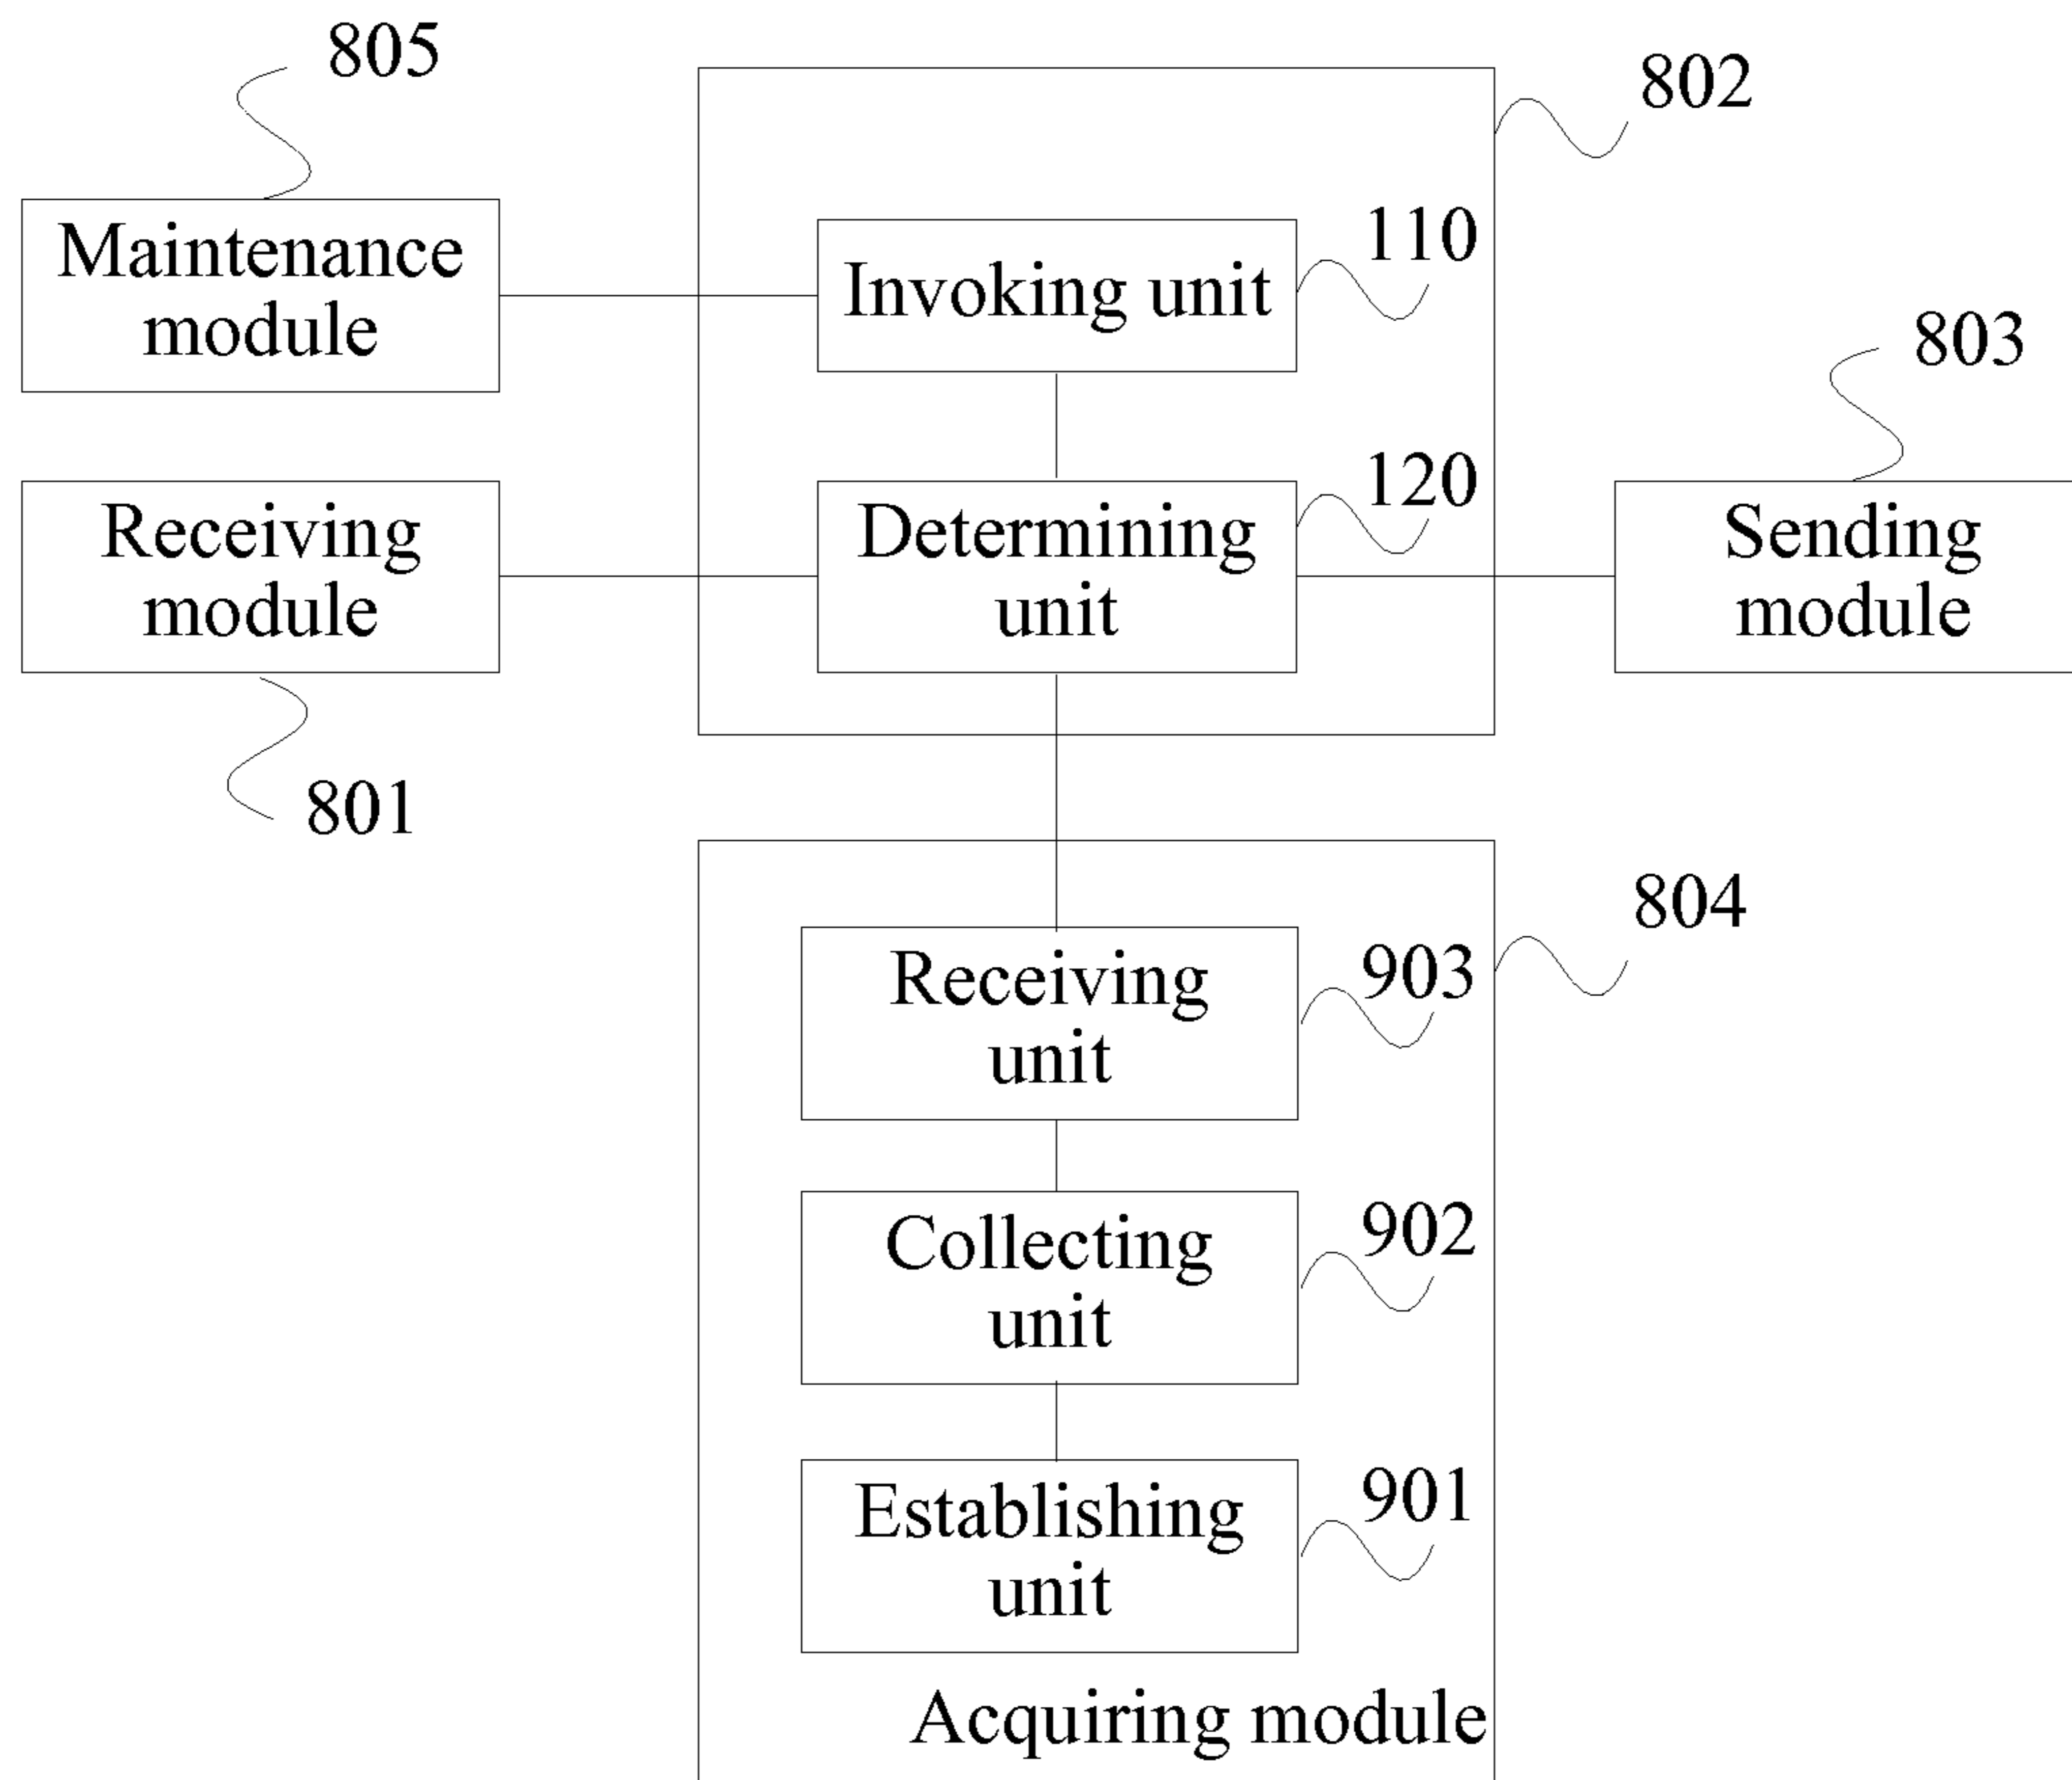 805
802
Maintenance
module
Invoking unit
110
803
Receiving
module
Determining
unit
120
Sending
module
801
804
Receiving
unit
903
Collecting
unit
902
Establishing
unit
901
Acquiring module